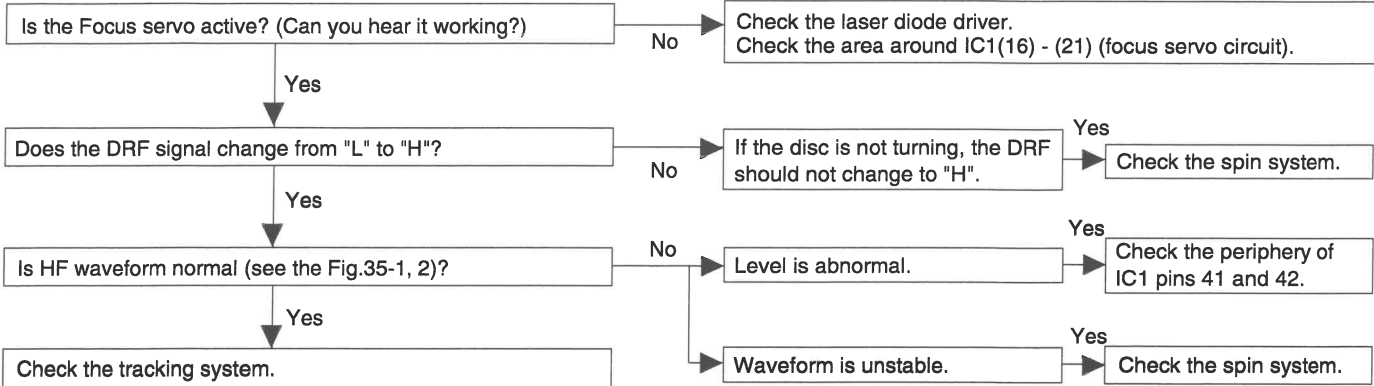 Is the Focus servo active? (Can you hear it working?)
No
Check the laser diode driver.
Check the area around IC1(16) - (21) (focus servo circuit).
Yes
Does the DRF signal change from "L" to "H"?
No
If the disc is not turning, the DRF
should not change to "H".
Yes
Check the spin system.
Yes
Is HF waveform normal (see the Fig.35-1, 2)?
No
Level is abnormal.
Yes
Check the periphery of
IC1 pins 41 and 42.
Yes
Check the tracking system.
Waveform is unstable.
Yes
Check the spin system.